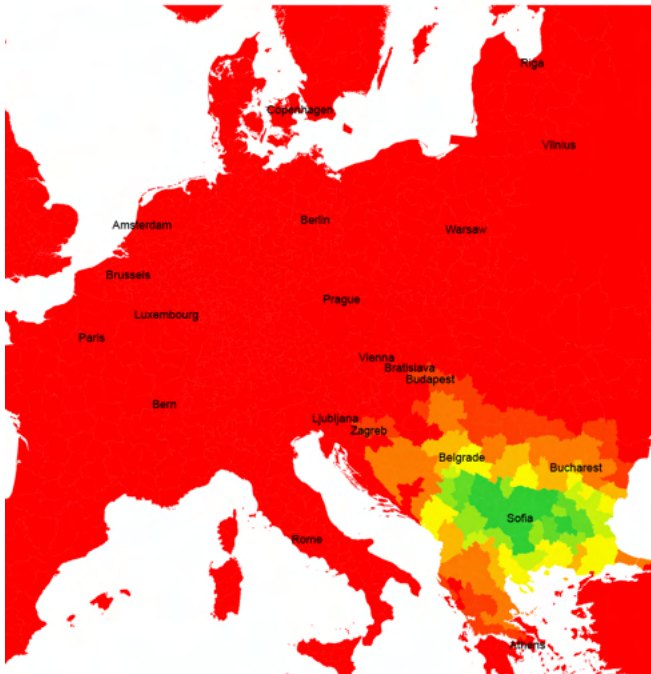 Riga
Copenhagen
Vilnius
Berlin
Amsterdam
Warsaw
Brussels
Prague
Luxembourg
Paris
Vienna
Bratislava
Budapest
Bern
Ljubljana
Zagreb
Belgrade
Bucharest
Sofia
Rome
Athens